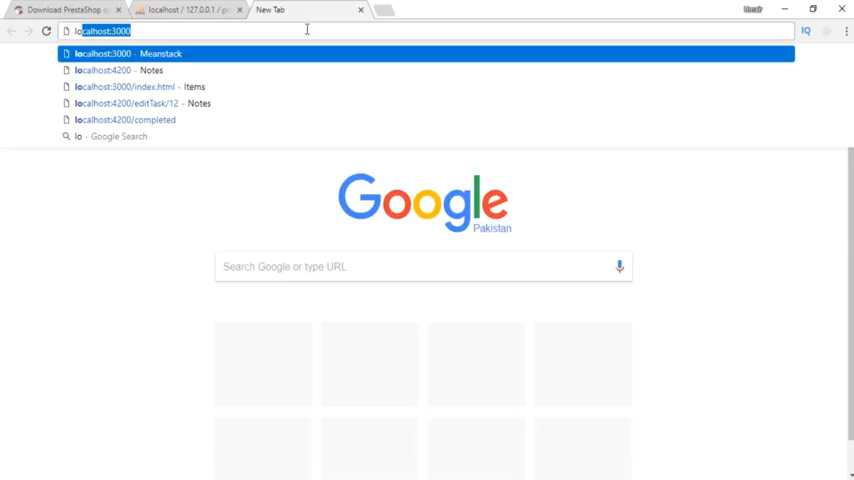 Download PrestaShop o
localhost / 127.0.0.1 / p
New Tab
localhost:3000
IQ
localhost:3000 - Meanstack
localhost:4200 - Notes
localhost:3000/index.html - Items
localhost:4200/editTask/12 - Notes
localhost:4200/completed
lo - Google Search
Google
Pakistan
Search Google or type URL